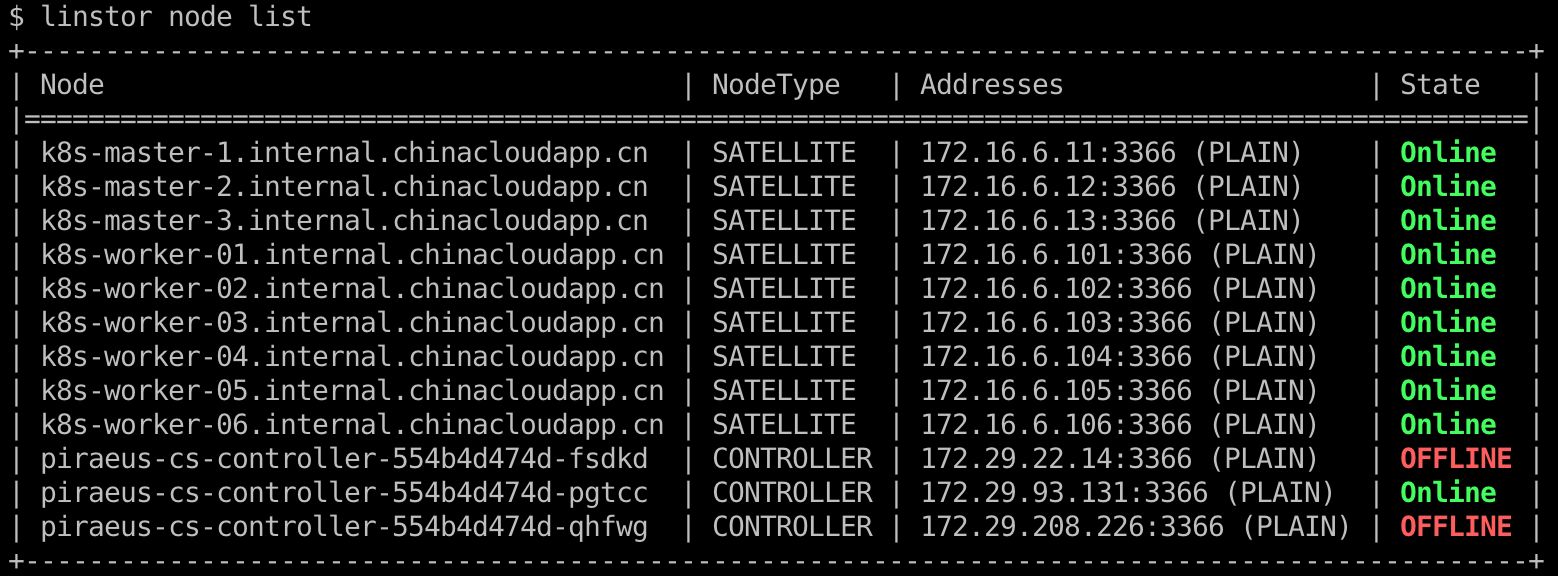 $ linstor node list
+----------------------------------------------------------------------------------------------+
| Node                                    | NodeType   | Addresses                   | State   |
|==============================================================================================|
| k8s-master-1.internal.chinacloudapp.cn  | SATELLITE  | 172.16.6.11:3366 (PLAIN)    | Online  |
| k8s-master-2.internal.chinacloudapp.cn  | SATELLITE  | 172.16.6.12:3366 (PLAIN)    | Online  |
| k8s-master-3.internal.chinacloudapp.cn  | SATELLITE  | 172.16.6.13:3366 (PLAIN)    | Online  |
| k8s-worker-01.internal.chinacloudapp.cn | SATELLITE  | 172.16.6.101:3366 (PLAIN)   | Online  |
| k8s-worker-02.internal.chinacloudapp.cn | SATELLITE  | 172.16.6.102:3366 (PLAIN)   | Online  |
| k8s-worker-03.internal.chinacloudapp.cn | SATELLITE  | 172.16.6.103:3366 (PLAIN)   | Online  |
| k8s-worker-04.internal.chinacloudapp.cn | SATELLITE  | 172.16.6.104:3366 (PLAIN)   | Online  |
| k8s-worker-05.internal.chinacloudapp.cn | SATELLITE  | 172.16.6.105:3366 (PLAIN)   | Online  |
| k8s-worker-06.internal.chinacloudapp.cn | SATELLITE  | 172.16.6.106:3366 (PLAIN)   | Online  |
| piraeus-cs-controller-554b4d474d-fsdkd  | CONTROLLER | 172.29.22.14:3366 (PLAIN)   | OFFLINE |
| piraeus-cs-controller-554b4d474d-pgtcc  | CONTROLLER | 172.29.93.131:3366 (PLAIN)  | Online  |
| piraeus-cs-controller-554b4d474d-qhfwg  | CONTROLLER | 172.29.208.226:3366 (PLAIN) | OFFLINE |
+----------------------------------------------------------------------------------------------+